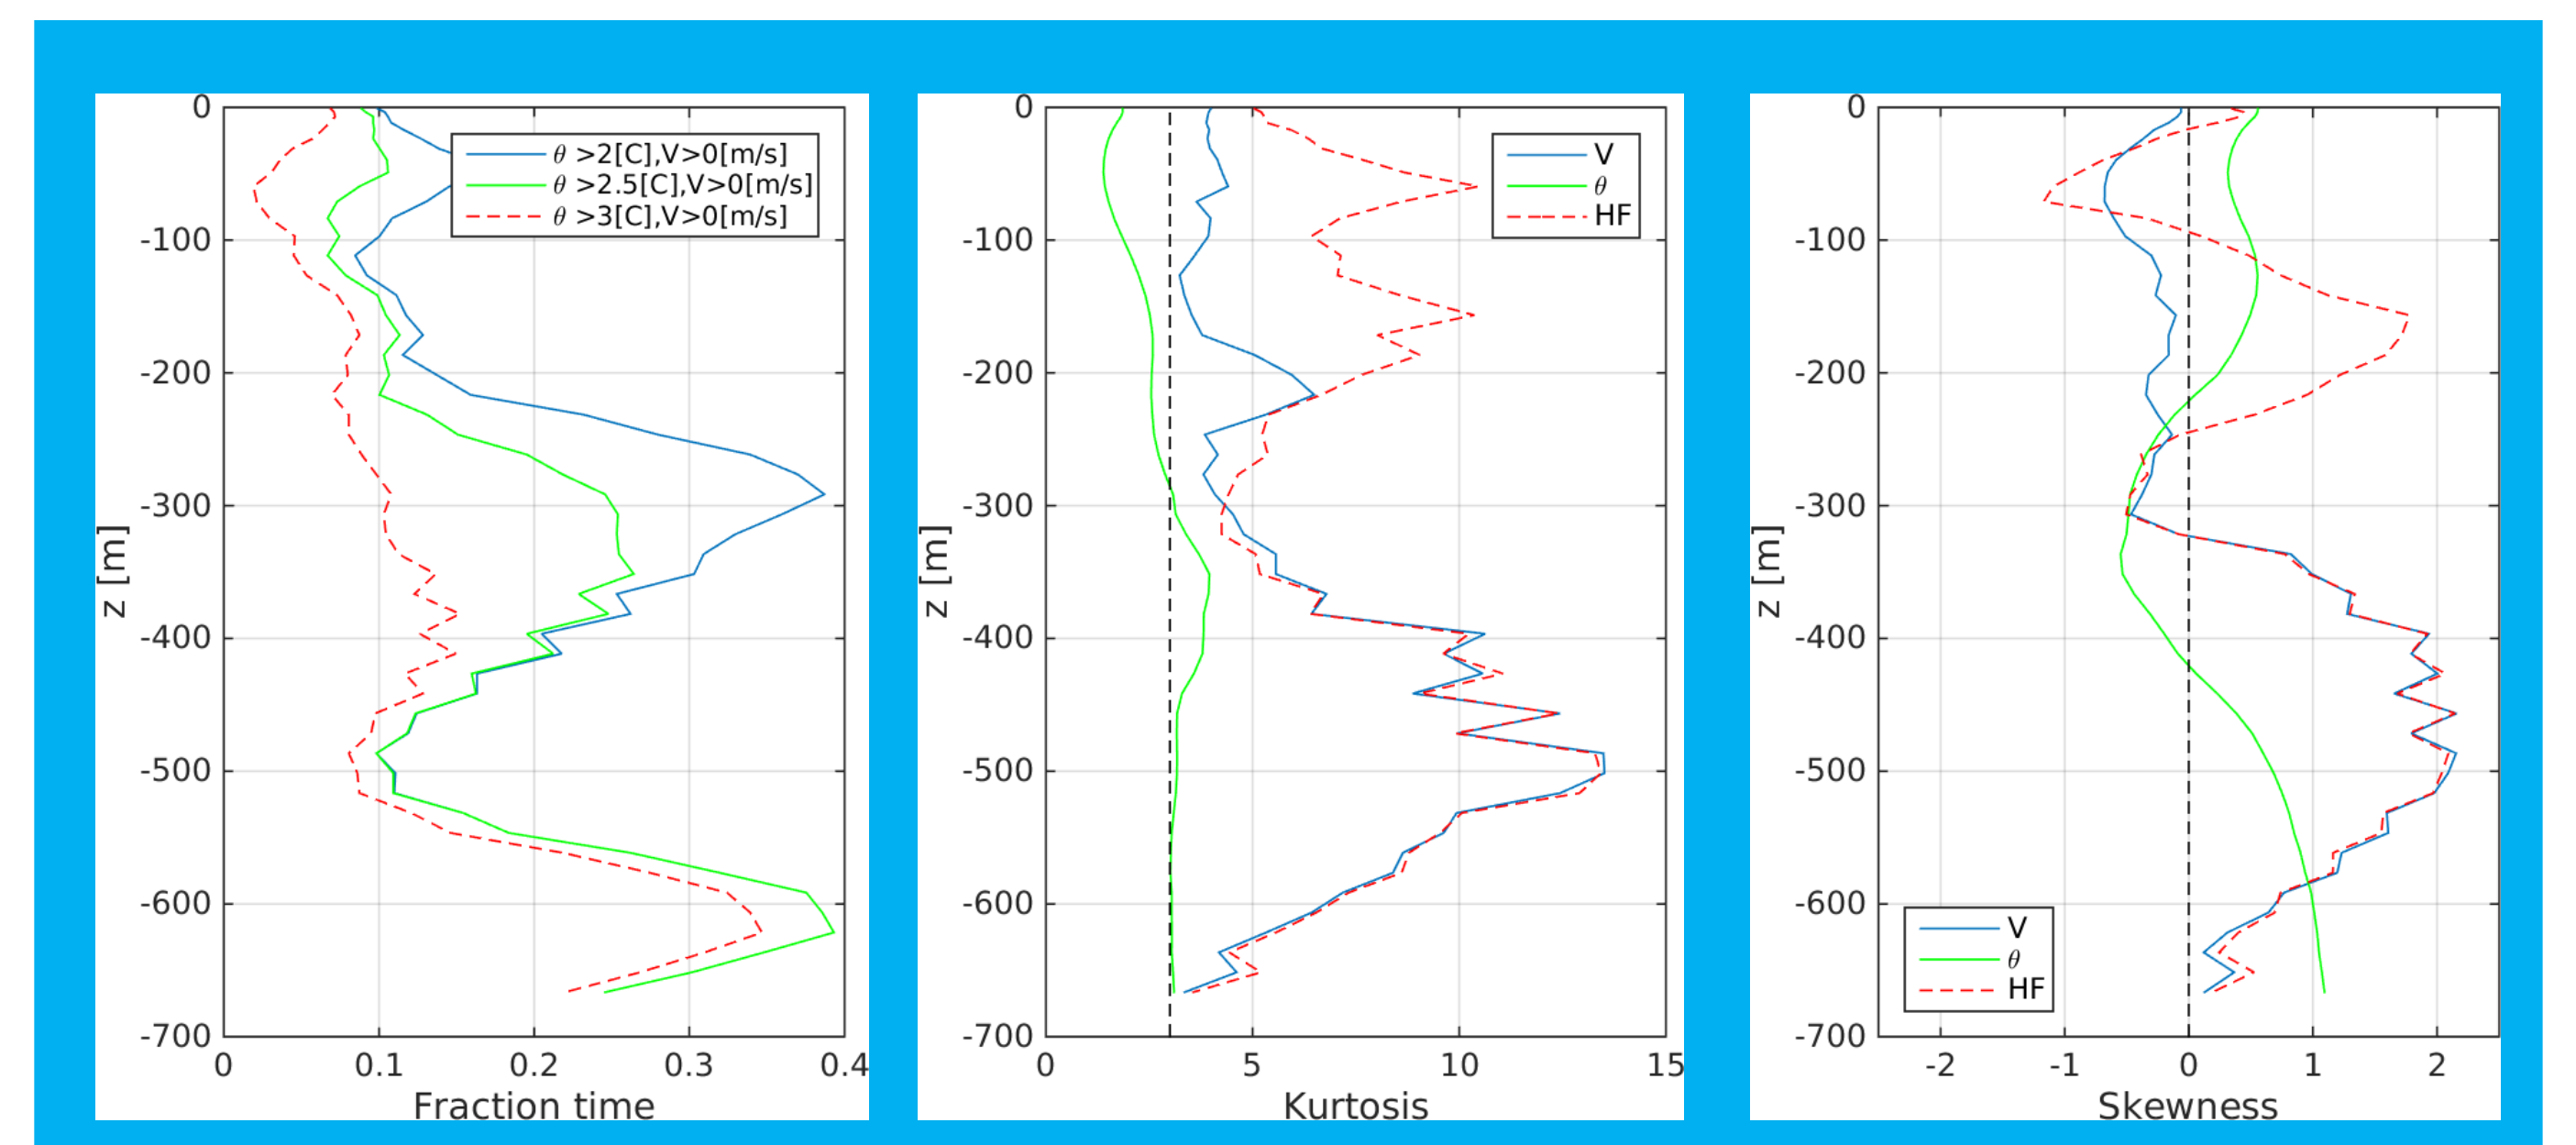 0
-100
-200
-300
-400
-500
-600
-700
z [m]
0 0.1 0.2 0.3 0.4
Fraction time
θ >2[C],V>0[m/s]
θ >2.5[C],V>0[m/s]
θ >3[C],V>0[m/s]
0
-100
-200
-300
-400
-500
-600
-700
z [m]
0 5 10 15
Kurtosis
V
θ
HF
0
-100
-200
-300
-400
-500
-600
-700
z [m]
-2 -1 0 1 2
Skewness
V
θ
HF